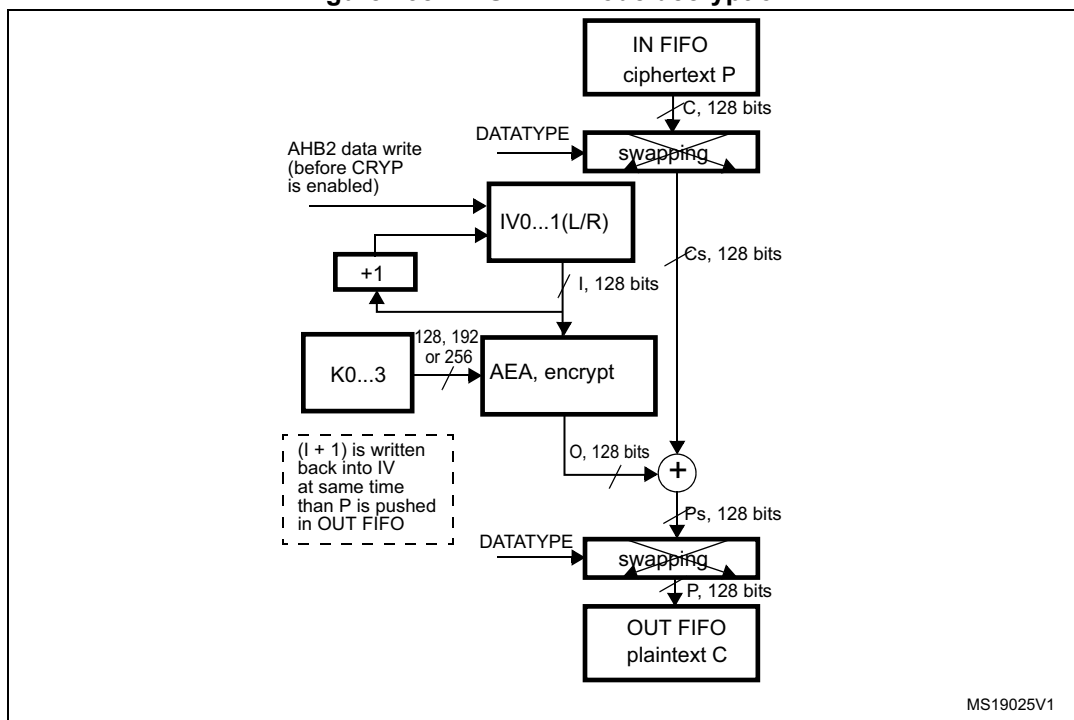 IN FIFO
ciphertext P
C, 128 bits
DATATYPE
swapping
AHB2 data write
(before CRYP
is enabled)
IV0...1(L/R)
Cs, 128 bits
+1
I, 128 bits
128, 192
or 256
K0...3
AEA, encrypt
(I + 1) is written
back into IV
at same time
than P is pushed
in OUT FIFO
O, 128 bits
+
Ps, 128 bits
DATATYPE
swapping
P, 128 bits
OUT FIFO
plaintext C
MS19025V1